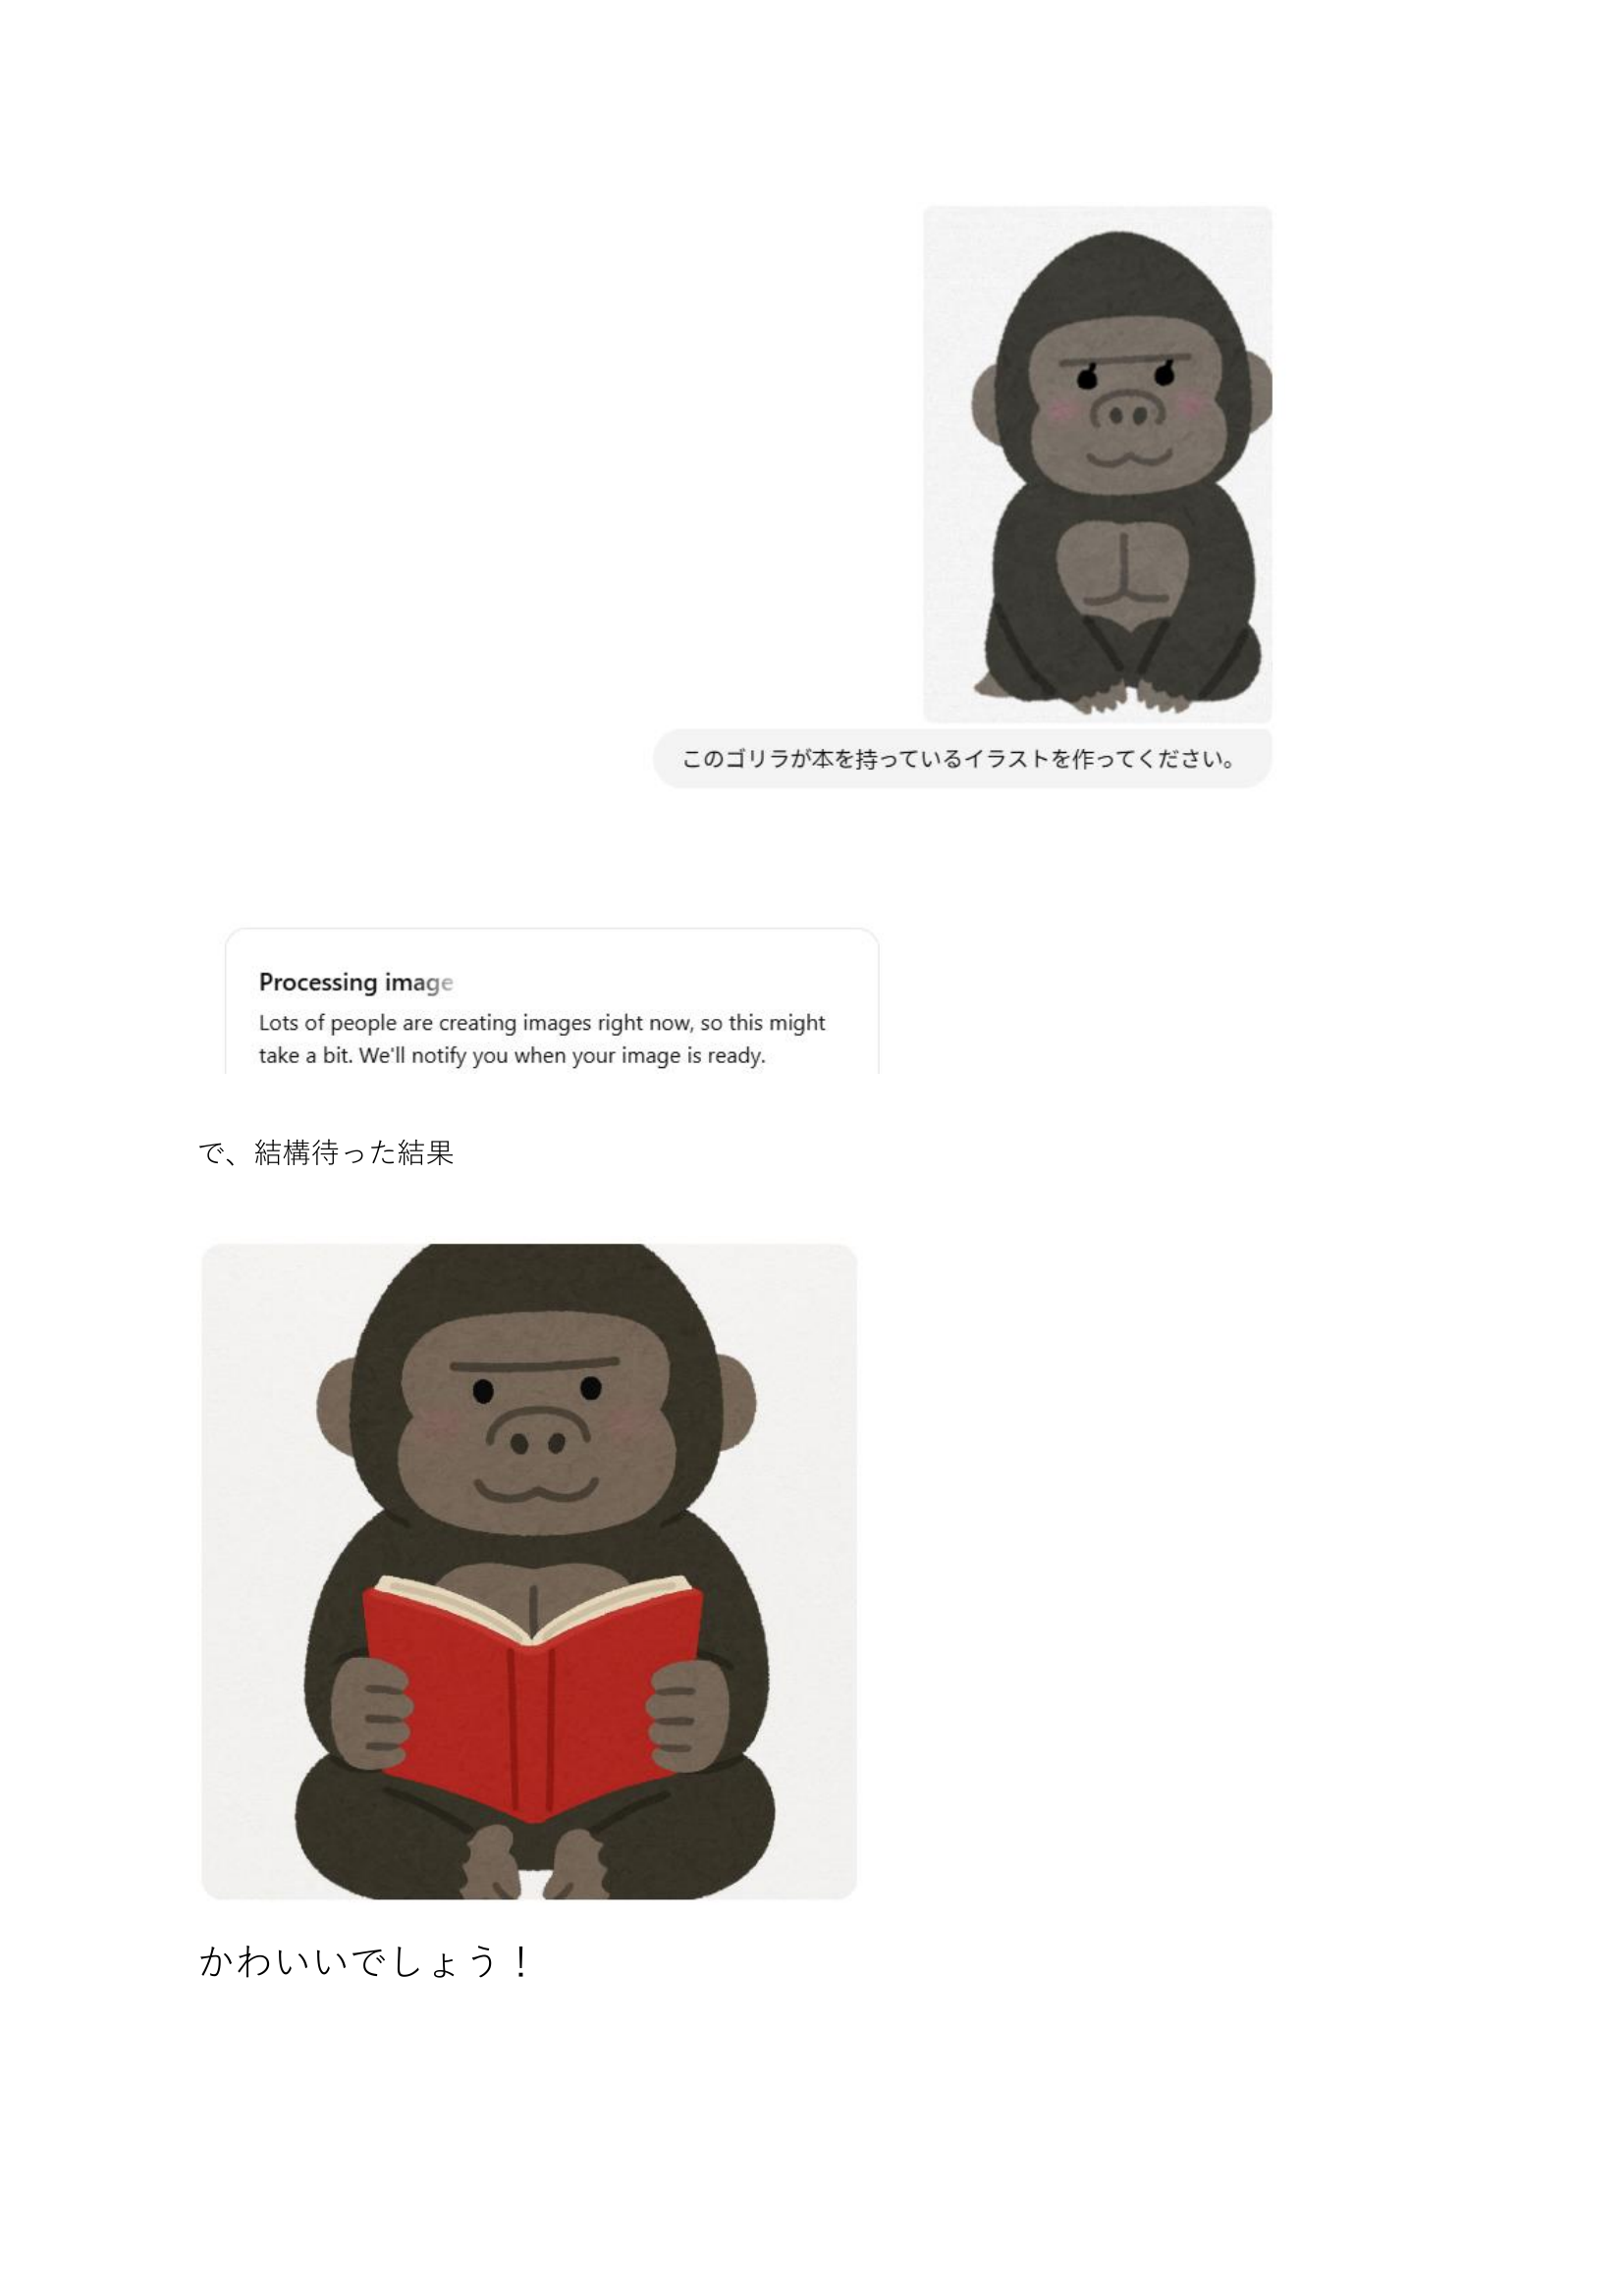 このゴリラが本を持っているイラストを作ってください。
Processing image
Lots of people are creating images right now, so this might
take a bit. We'll notify you when your image is ready.
で、結構待った結果
かわいいでしょう！